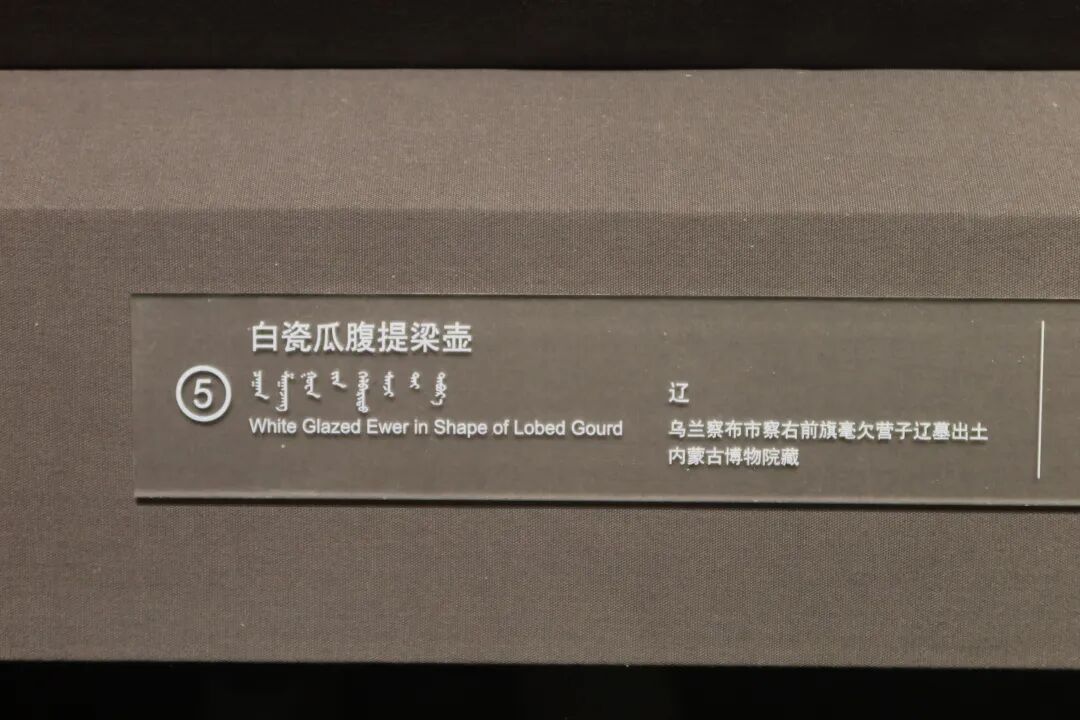 ⑤
白瓷瓜腹提梁壶
White Glazed Ewer in Shape of Lobed Gourd
辽
乌兰察布市察右前旗毫欠营子辽墓出土
内蒙古博物院藏